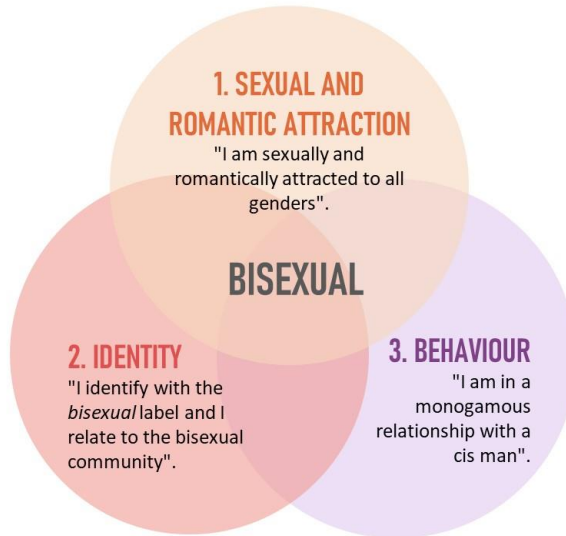 1. SEXUAL AND
ROMANTIC ATTRACTION
"I am sexually and
romantically attracted to all
genders".
BISEXUAL
2. IDENTITY
"I identify with the
bisexual label and I
relate to the bisexual
community".
3. BEHAVIOUR
"I am in a
monogamous
relationship with a
cis man".